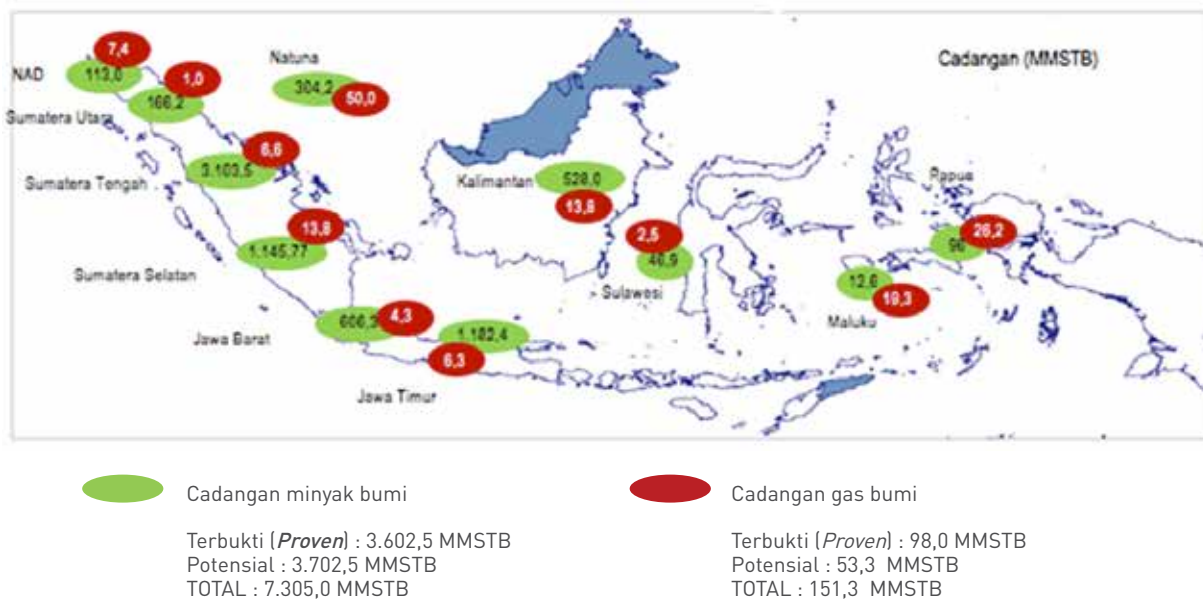 7,4
Natuna
Cadangan (MMSTB)
NAD
113,0
1,0
304,2
50,0
166,2
Sumatera Utara
6,6
3.103,5
Sumatera Tengah
Kalimantan
528,0
13,8
Papua
13,8
1.145,77
2,5
46,9
26,2
96
12,6
19,3
Sumatera Selatan
Sulawesi
Maluku
4,3
Jawa Barat
6,3
Jawa Timur
Cadangan minyak bumi
Terbukti (Proven) : 3.602,5 MMSTB
Potensial : 3.702,5 MMSTB
TOTAL : 7.305,0 MMSTB
Cadangan gas bumi
Terbukti (Proven) : 98,0 MMSTB
Potensial : 53,3 MMSTB
TOTAL : 151,3 MMSTB